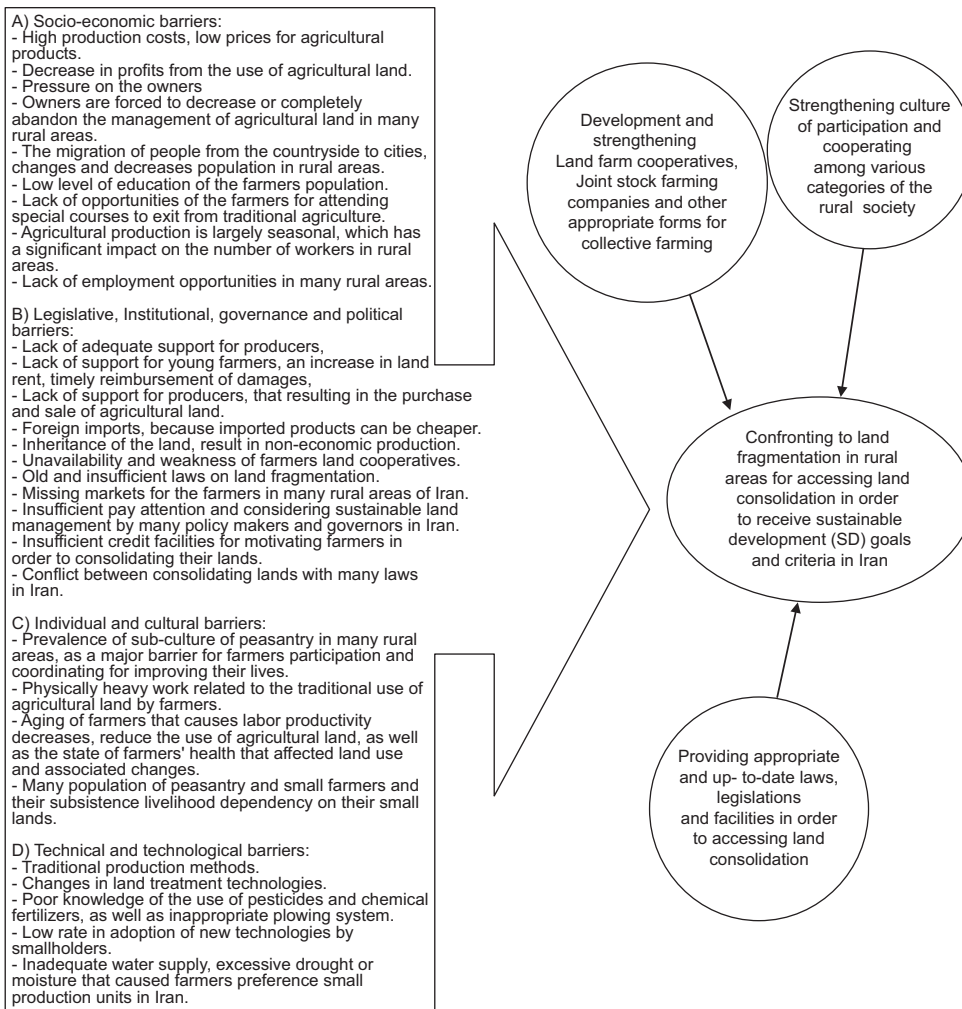 A) Socio-economic barriers:
- High production costs, low prices for agricultural
products.
- Decrease in profits from the use of agricultural land.
- Pressure on the owners
- Owners are forced to decrease or completely
abandon the management of agricultural land in many
rural areas.
- The migration of people from the countryside to cities,
changes and decreases population in rural areas.
- Low level of education of the farmers population.
- Lack of opportunities of the farmers for attending
special courses to exit from traditional agriculture.
- Agricultural production is largely seasonal, which has
a significant impact on the number of workers in rural
areas.
- Lack of employment opportunities in many rural areas.
B) Legislative, Institutional, governance and political
barriers:
- Lack of adequate support for producers,
- Lack of support for young farmers, an increase in land
rent, timely reimbursement of damages,
- Lack of support for producers, that resulting in the purchase
and sale of agricultural land.
- Foreign imports, because imported products can be cheaper.
- Inheritance of the land, result in non-economic production.
- Unavailability and weakness of farmers land cooperatives.
- Old and insufficient laws on land fragmentation.
- Missing markets for the farmers in many rural areas of Iran.
- Insufficient pay attention and considering sustainable land
management by many policy makers and governors in Iran.
- Insufficient credit facilities for motivating farmers in
order to consolidating their lands.
- Conflict between consolidating lands with many laws
in Iran.
C) Individual and cultural barriers:
- Prevalence of sub-culture of peasantry in many rural
areas, as a major barrier for farmers participation and
coordinating for improving their lives.
- Physically heavy work related to the traditional use of
agricultural land by farmers.
- Aging of farmers that causes labor productivity
decreases, reduce the use of agricultural land, as well
as the state of farmers' health that affected land use
and associated changes.
- Many population of peasantry and small farmers and
their subsistence livelihood dependency on their small
lands.
D) Technical and technological barriers:
- Traditional production methods.
- Changes in land treatment technologies.
- Poor knowledge of the use of pesticides and chemical
fertilizers, as well as inappropriate plowing system.
- Low rate in adoption of new technologies by
smallholders.
- Inadequate water supply, excessive drought or
moisture that caused farmers preference small
production units in Iran.
Development and
strengthening
Land farm cooperatives,
Joint stock farming
companies and other
appropriate forms for
collective farming
Strengthening culture
of participation and
cooperating
among various
categories of the
rural society
Confronting to land
fragmentation in rural
areas for accessing land
consolidation in order
to receive sustainable
development (SD) goals
and criteria in Iran
Providing appropriate
and up- to-date laws,
legislations
and facilities in order
to accessing land
consolidation